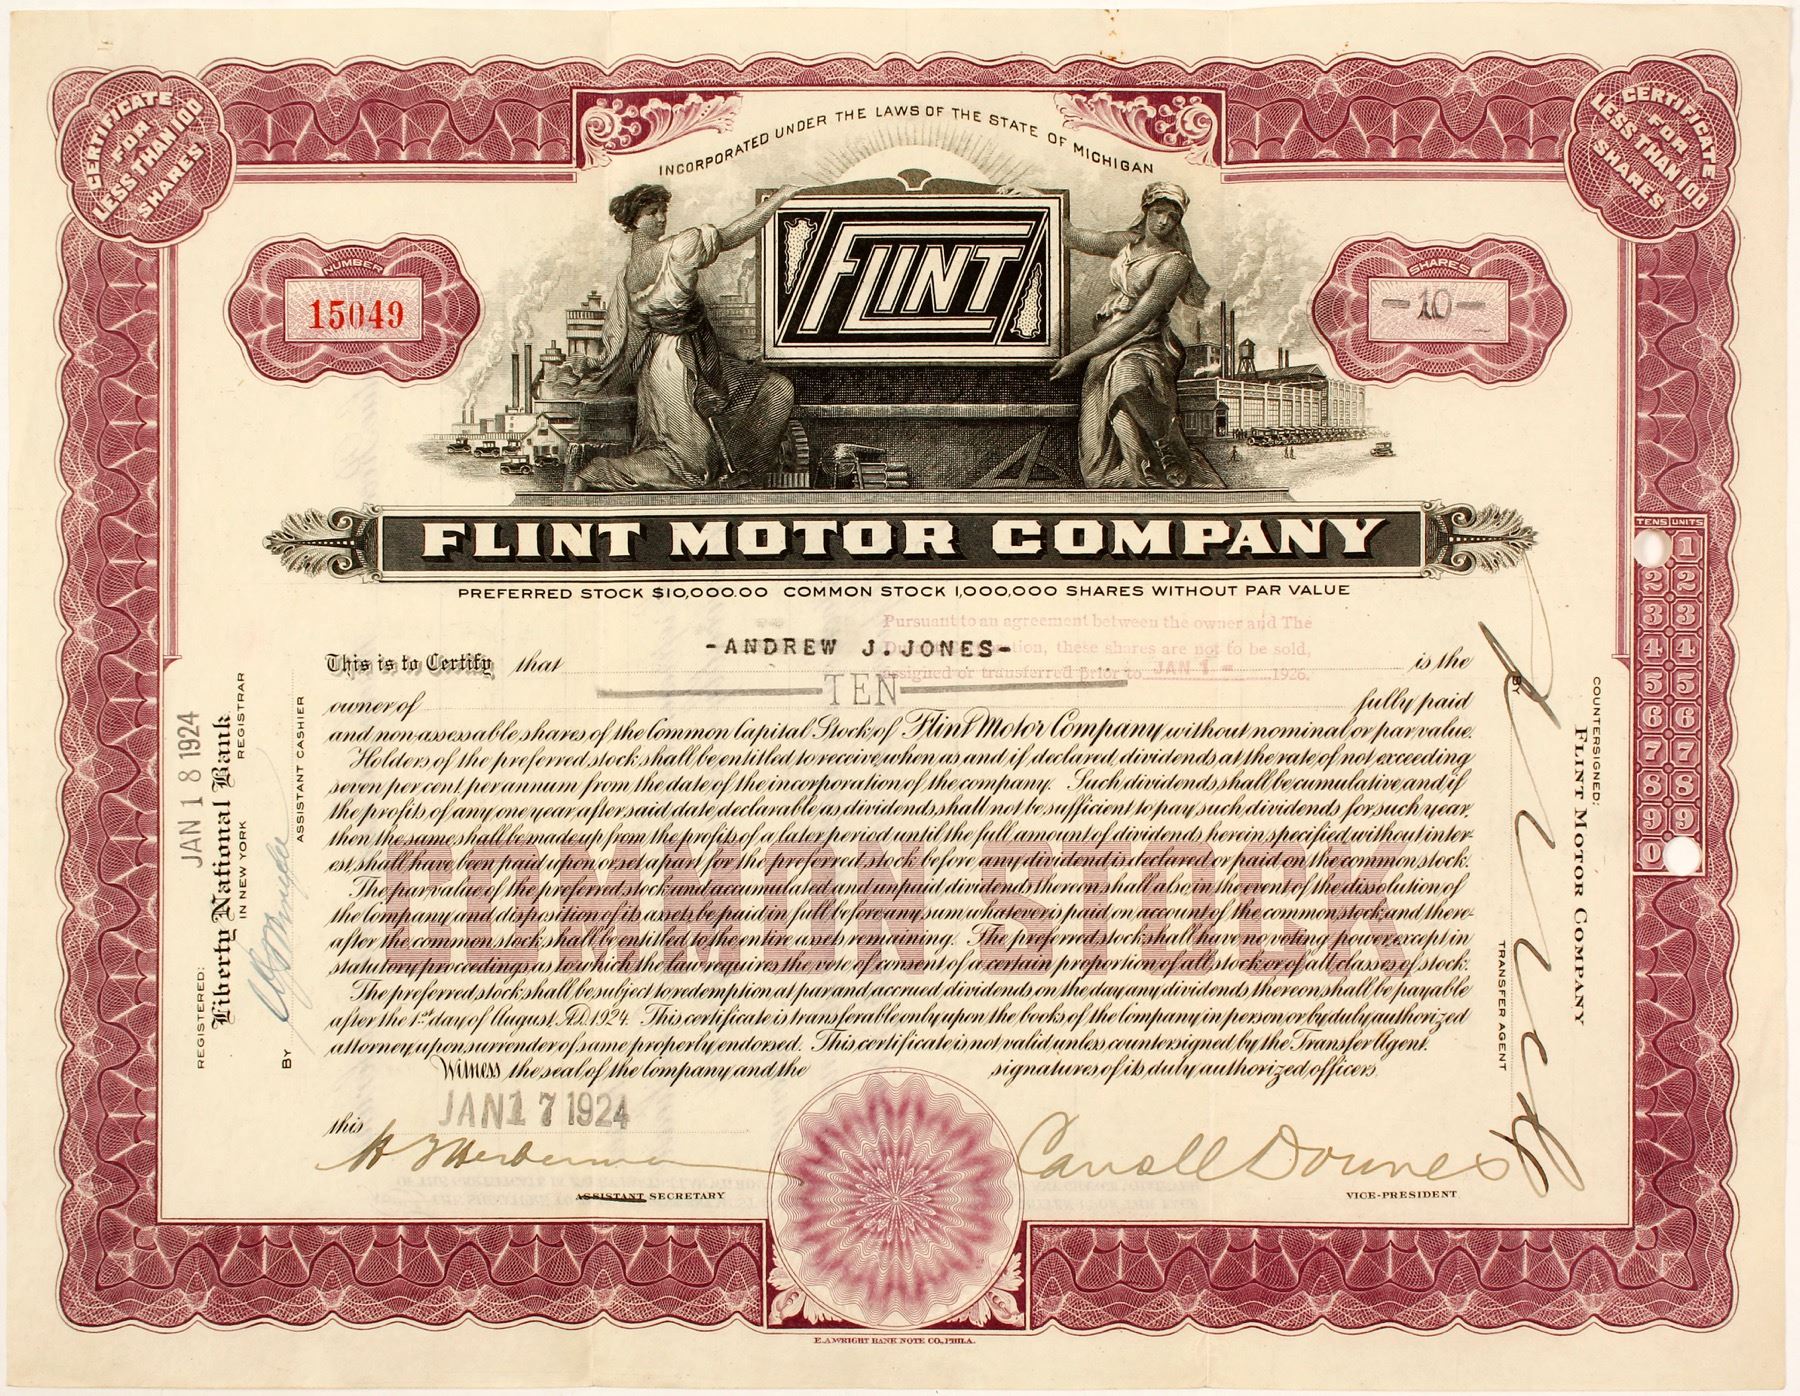 CERTIFICATE FOR LESS THAN 100 SHARES
INCORPORATED UNDER THE LAWS OF THE STATE OF MICHIGAN
CERTIFICATE FOR LESS THAN 100 SHARES
NUMBER
15049
FLINT
SHARES
-10-
FLINT MOTOR COMPANY
PREFERRED STOCK $10,000.00 COMMON STOCK 1,000,000 SHARES WITHOUT PAR VALUE
Pursuant to an agreement between the owner and The
these shares are not to be sold,
assigned or transferred prior to JAN 1 - 1926.
This is to Certify that -ANDREW J. JONES- is the
owner of TEN fully paid
and non-assessable shares of the Common Capital Stock of Flint Motor Company without nominal or par value.
Holders of the preferred stock shall be entitled to receive, when as and if declared, dividends at the rate of not exceeding
seven per cent per annum from the date of the incorporation of the company. Such dividends shall be cumulative, and if
the profits of any one year after said date declarable as dividends shall not be sufficient to pay such dividends for such year,
then the same shall be made up from the profits of a later period until the full amount of dividends herein specified, without inter-
est, shall have been paid upon or set apart for the preferred stock before any dividend is declared or paid on the common stock.
The par value of the preferred stock and accumulated and unpaid dividends thereon shall also, in the event of the dissolution of
the Company and disposition of its assets, be paid in full before any sum whatever is paid on account of the common stock; and there-
after the common stock shall be entitled to the entire assets remaining. The preferred stock shall have no voting power, except in
statutory proceedings as to which the law requires the vote of consent of a certain proportion of all stock or of all classes of stock.
The preferred stock shall be subject to redemption at par and accrued dividends on the day any dividends thereon shall be payable
after the 1st day of August, A.D. 1924. This certificate is transferable only upon the books of the Company in person or by duly authorized
attorney upon surrender of same properly endorsed. This certificate is not valid unless countersigned by the Transfer Agent.
Witness the seal of the Company and the signatures of its duly authorized officers
COMMON STOCK
this JAN 17 1924
Carroll Downes
ASSISTANT SECRETARY
VICE-PRESIDENT
E.A. WRIGHT BANK NOTE CO., PHILA.
JAN 18 1924
REGISTERED:
Liberty National Bank
IN NEW YORK REGISTRAR
BY
ASSISTANT CASHIER
COUNTERSIGNED:
FLINT MOTOR COMPANY
TRANSFER AGENT
BY
TENS UNITS
1
2 2
3 3
4 4
5 5
6 6
7 7
8 8
9 9
0